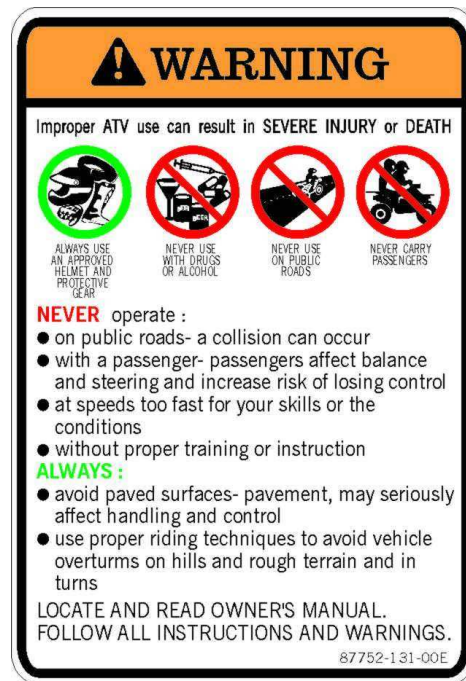 WARNING
Improper ATV use can result in SEVERE INJURY or DEATH
ALWAYS USE
AN APPROVED
HELMET AND
PROTECTIVE
GEAR
NEVER USE
WITH DRUGS
OR ALCOHOL
NEVER USE
ON PUBLIC
ROADS
NEVER CARRY
PASSENGERS
NEVER operate :
● on public roads- a collision can occur
● with a passenger- passengers affect balance
and steering and increase risk of losing control
● at speeds too fast for your skills or the
conditions
● without proper training or instruction
ALWAYS :
● avoid paved surfaces- pavement, may seriously
affect handling and control
● use proper riding techniques to avoid vehicle
overturms on hills and rough terrain and in
turns
LOCATE AND READ OWNER'S MANUAL.
FOLLOW ALL INSTRUCTIONS AND WARNINGS.
87752-131-00E